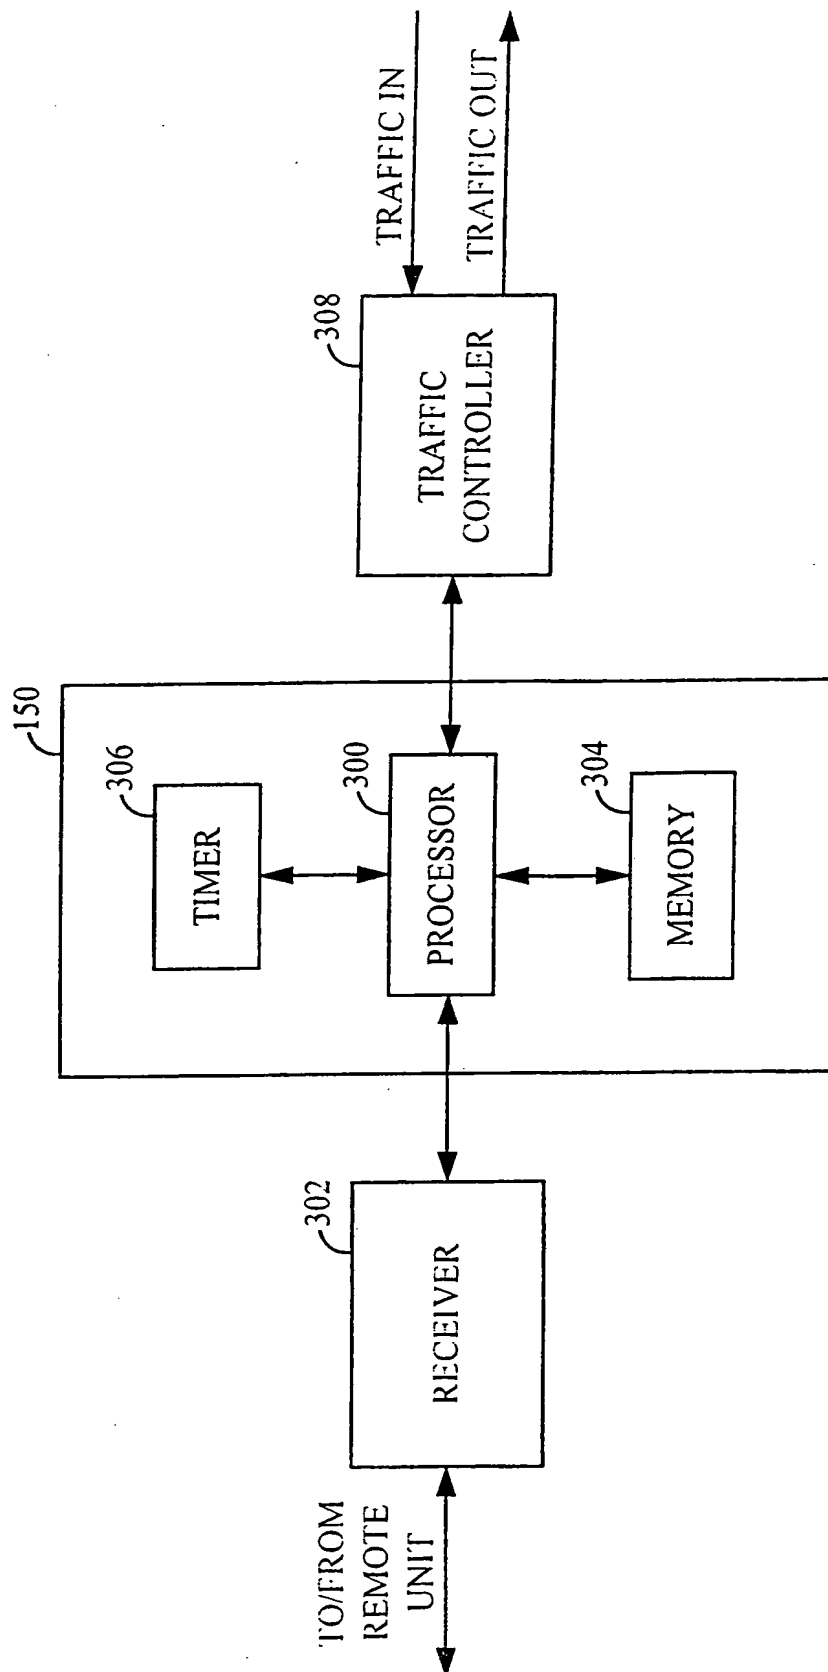 TO/FROM
REMOTE
UNIT
302
RECEIVER
150
306
TIMER
300
PROCESSOR
304
MEMORY
308
TRAFFIC
CONTROLLER
TRAFFIC IN
TRAFFIC OUT